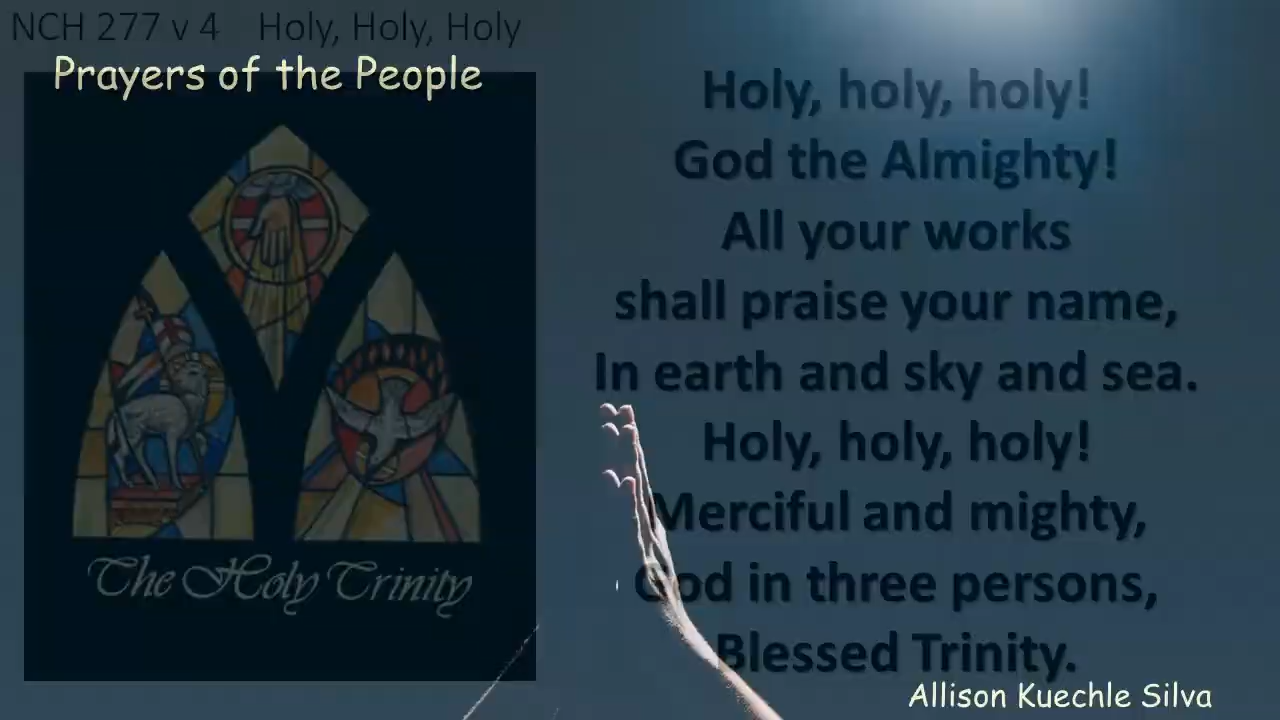 NCH 277 v 4 Holy, Holy, Holy
Prayers of the People
The Holy Trinity
Holy, holy, holy!
God the Almighty!
All your works
shall praise your name,
In earth and sky and sea.
Holy, holy, holy!
Merciful and mighty,
God in three persons,
Blessed Trinity.
Allison Kuechle Silva